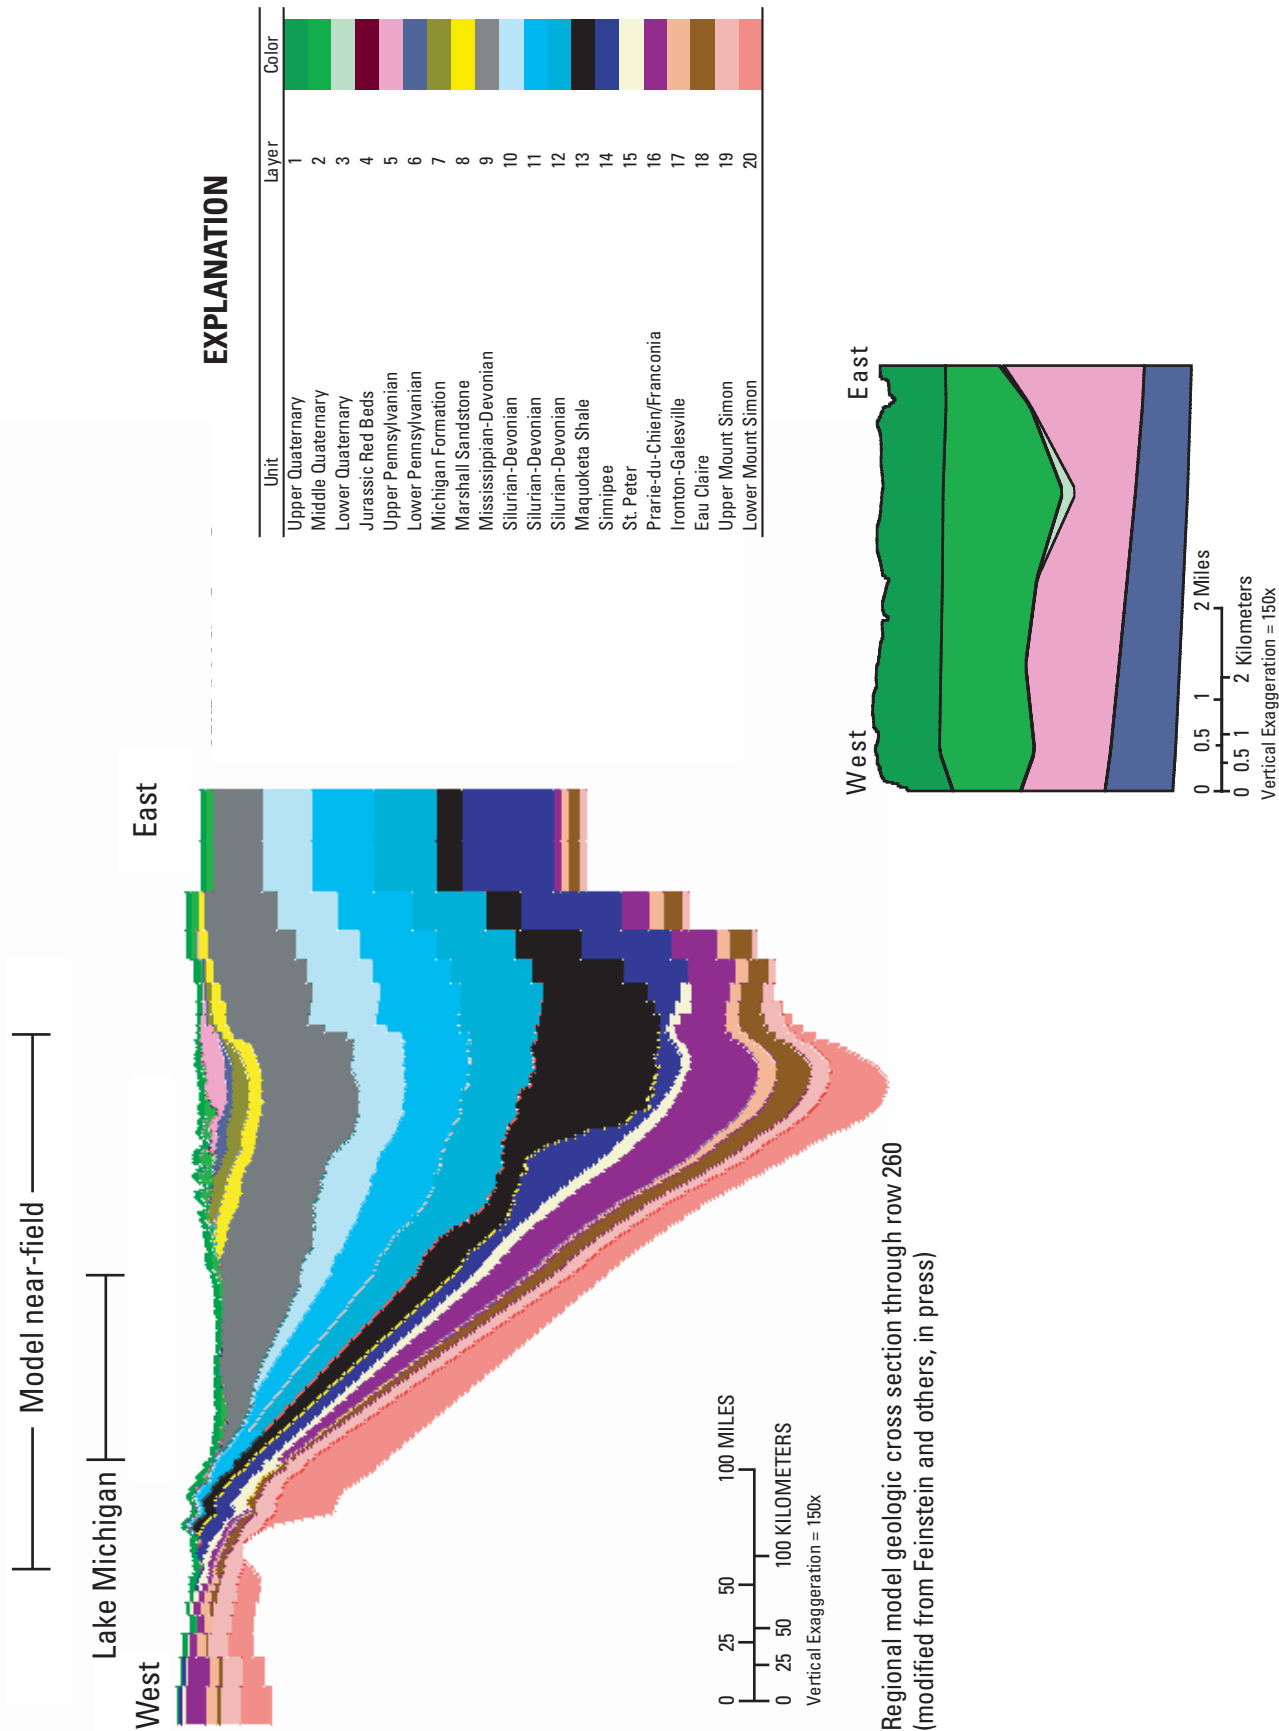 Model near-field
Lake Michigan
West
East
0 25 50 100 MILES
0 25 50 100 KILOMETERS
Vertical Exaggeration = 150x
Regional model geologic cross section through row 260
(modified from Feinstein and others, in press)
EXPLANATION
Unit Layer Color
Upper Quaternary 1
Middle Quaternary 2
Lower Quaternary 3
Jurassic Red Beds 4
Upper Pennsylvanian 5
Lower Pennsylvanian 6
Michigan Formation 7
Marshall Sandstone 8
Mississippian-Devonian 9
Silurian-Devonian 10
Silurian-Devonian 11
Silurian-Devonian 12
Maquoketa Shale 13
Sinnipee 14
St. Peter 15
Prarie-du-Chien/Franconia 16
Ironton-Galesville 17
Eau Claire 18
Upper Mount Simon 19
Lower Mount Simon 20
West
East
0 0.5 1 2 Miles
0 0.5 1 2 Kilometers
Vertical Exaggeration = 150x